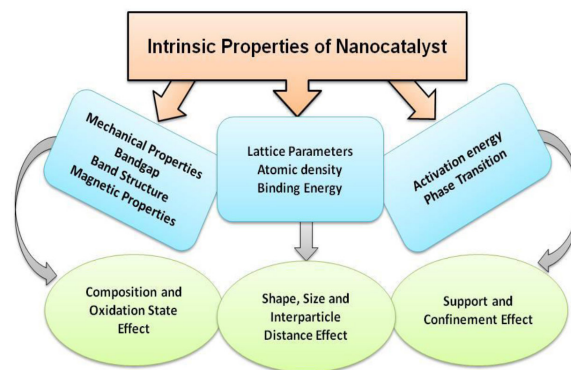 Intrinsic Properties of Nanocatalyst
Mechanical Properties
Bandgap
Band Structure
Magnetic Properties
Lattice Parameters
Atomic density
Binding Energy
Activation energy
Phase Transition
Composition and
Oxidation State
Effect
Shape, Size and
Interparticle
Distance Effect
Support and
Confinement Effect